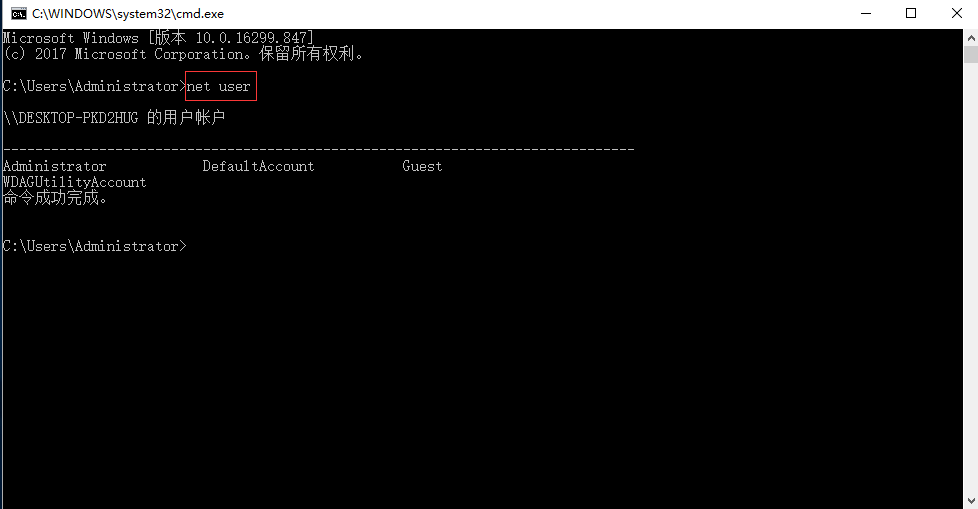 C:\WINDOWS\system32\cmd.exe
Microsoft Windows [版本 10.0.16299.847]
(c) 2017 Microsoft Corporation。保留所有权利。
C:\Users\Administrator>net user
\\DESKTOP-PKD2HUG 的用户帐户
-------------------------------------------------------------------------------
Administrator            DefaultAccount           Guest
WDAGUtilityAccount
命令成功完成。
C:\Users\Administrator>